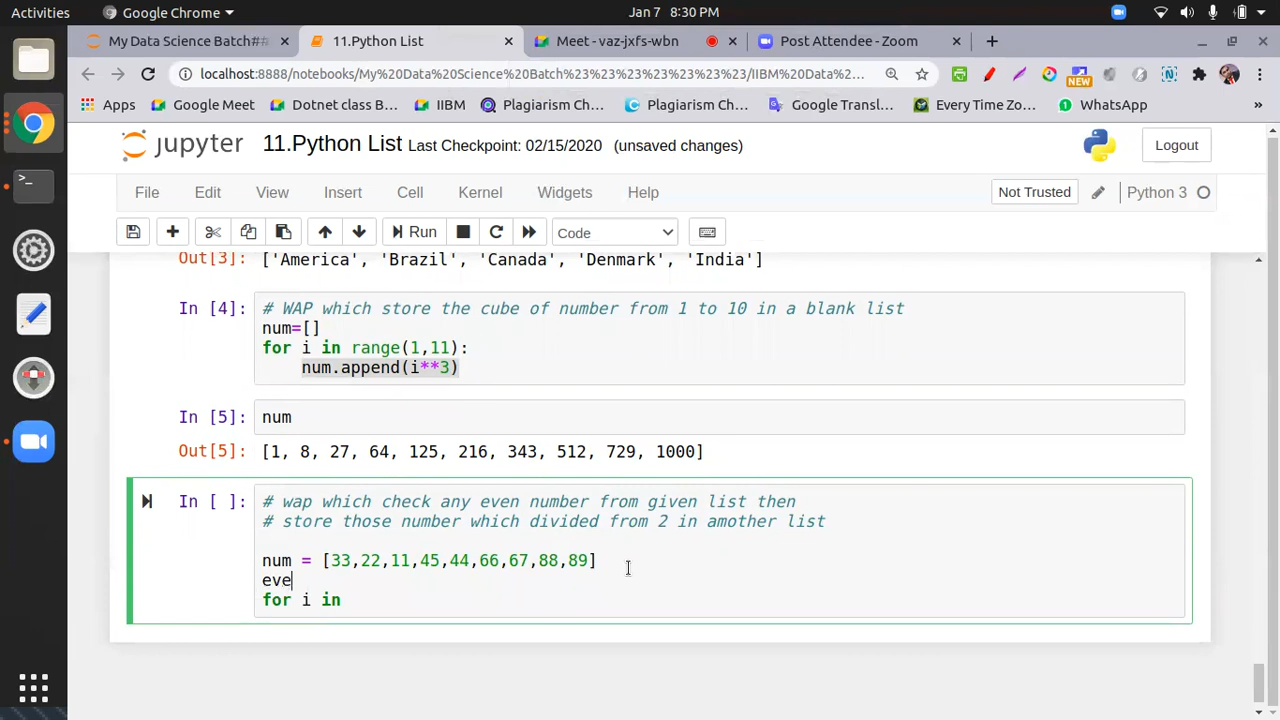 Activities
Google Chrome
Jan 7 8:30 PM
My Data Science Batch##
11.Python List
Meet - vaz-jxfs-wbn
Post Attendee - Zoom
localhost:8888/notebooks/My%20Data%20Science%20Batch%23%23%23%23%23%23/IIBM%20Data%2...
NEW
Apps
Google Meet
Dotnet class B...
IIBM
Plagiarism Ch...
Plagiarism Ch...
Google Transl...
Every Time Zo...
WhatsApp
»
jupyter 11.Python List Last Checkpoint: 02/15/2020 (unsaved changes)
Logout
File Edit View Insert Cell Kernel Widgets Help
Not Trusted
Python 3
Run
Code
Out[3]: ['America', 'Brazil', 'Canada', 'Denmark', 'India']
In [4]: # WAP which store the cube of number from 1 to 10 in a blank list
num=[]
for i in range(1,11):
num.append(i**3)
In [5]: num
Out[5]: [1, 8, 27, 64, 125, 216, 343, 512, 729, 1000]
In [ ]: # wap which check any even number from given list then
# store those number which divided from 2 in amother list
num = [33,22,11,45,44,66,67,88,89]
eve
for i in